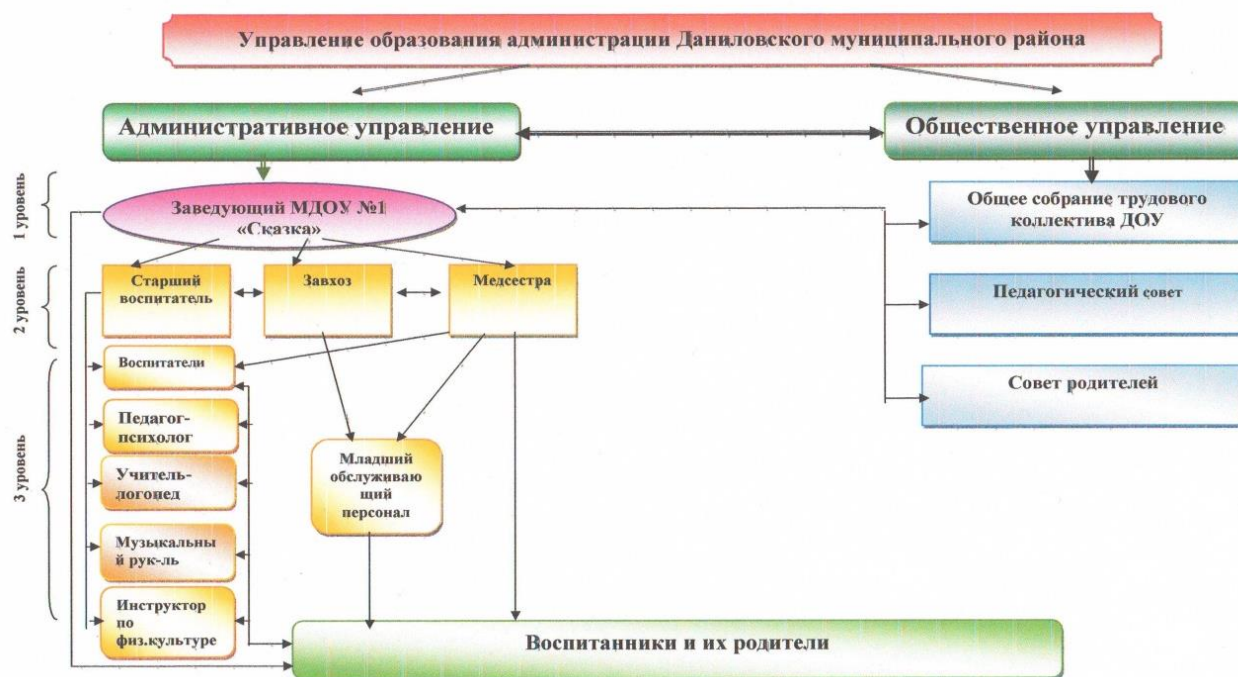 Управление образования администрации Даниловского муниципального района
Административное управление
Общественное управление
1 уровень
Заведующий МДОУ №1
«Сказка»
Общее собрание трудового
коллектива ДОУ
2 уровень
Старший
воспитатель
Завхоз
Медсестра
Педагогический совет
Совет родителей
3 уровень
Воспитатели
Педагог-
психолог
Учитель-
логопед
Музыкальны
й рук-ль
Инструктор
по
физ.культуре
Младший
обслуживаю
щий
персонал
Воспитанники и их родители